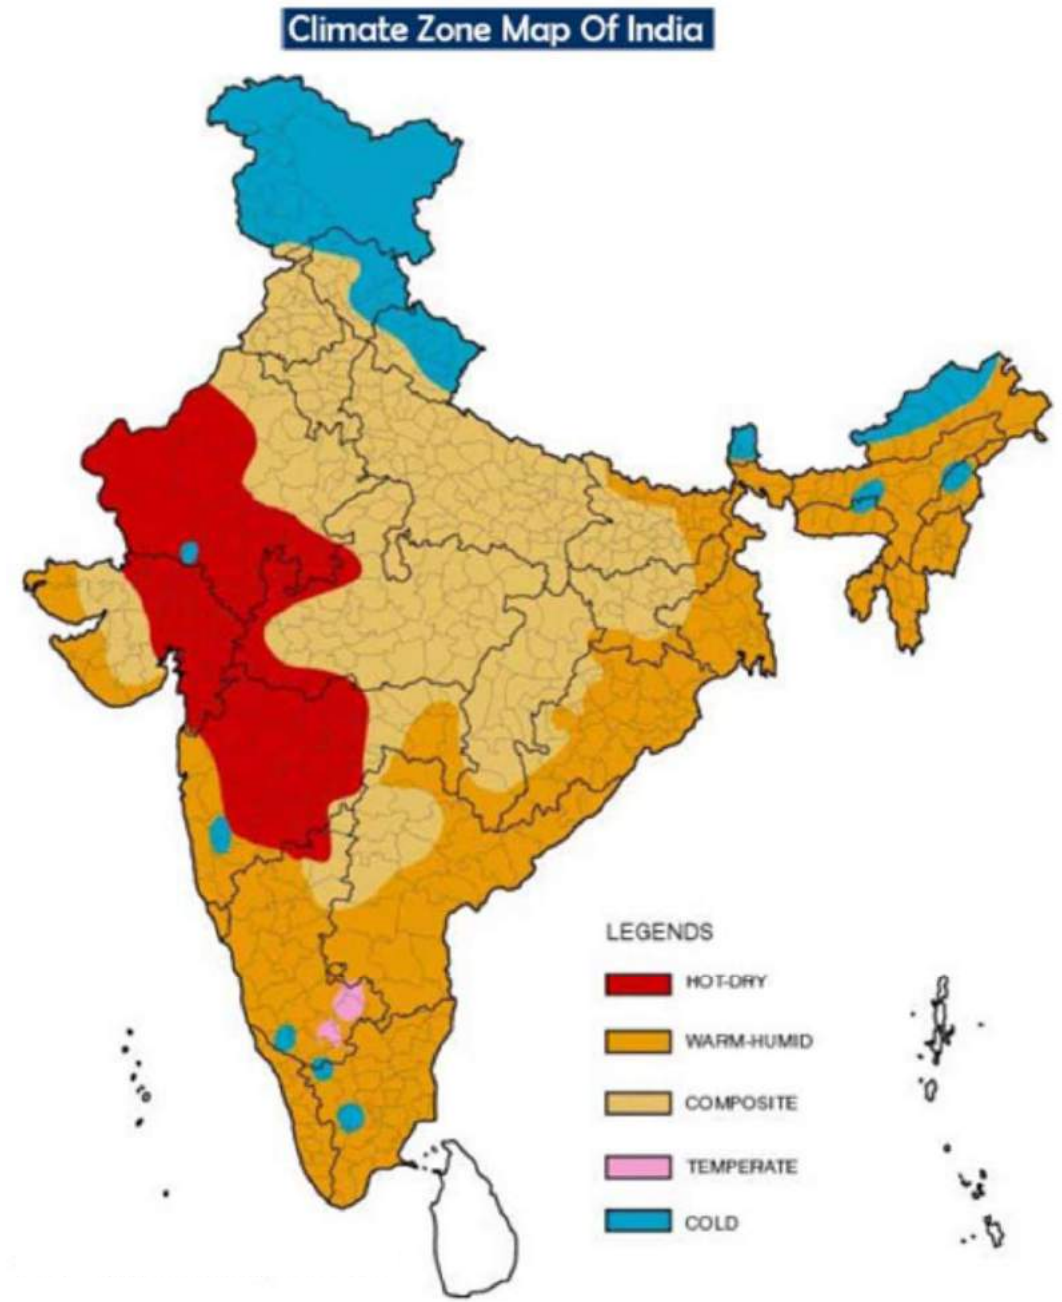 Climate Zone Map Of India
LEGENDS
HOT-DRY
WARM-HUMID
COMPOSITE
TEMPERATE
COLD